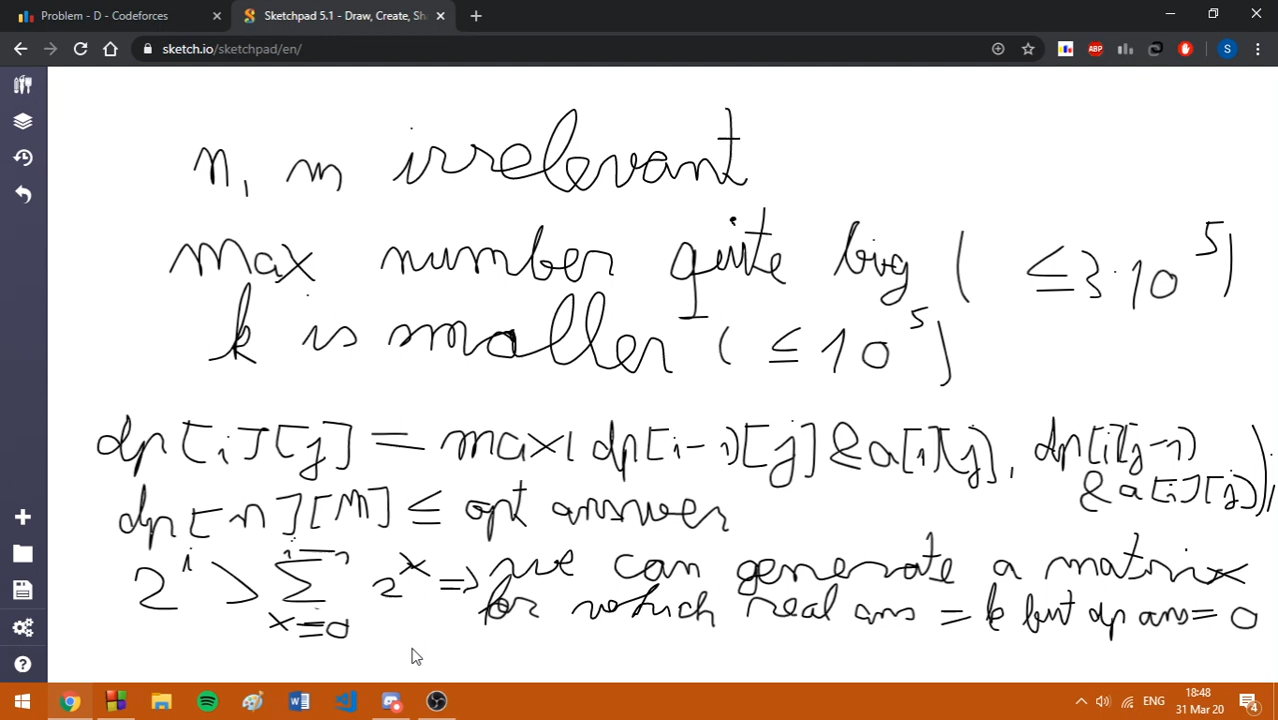 Problem - D - Codeforces
Sketchpad 5.1 - Draw, Create, Sh
sketch.io/sketchpad/en/
ABP
S
n, m irrelevant
max number quite big ( ≤ 3·10^5)
k is smaller ( ≤ 10^5)
dp[i][j] = max( dp[i-1][j] & a[i][j], dp[i][j-1]
& a[i][j]);
dp[n][m] ≤ opt answer
2^i > ∑_{x=0}^{i-1} 2^x => we can generate a matrix
for which real ans = k but dp ans = 0
ENG
18:48
31 Mar 20
4